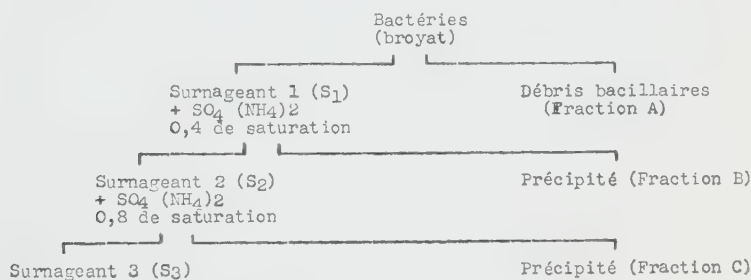 Bactéries
(broyat)
Surnageant 1 (S1)
+ SO4 (NH4)2
0,4 de saturation
Débris bacillaires
(Fraction A)
Surnageant 2 (S2)
+ SO4 (NH4)2
0,8 de saturation
Précipité (Fraction B)
Surnageant 3 (S3)
Précipité (Fraction C)